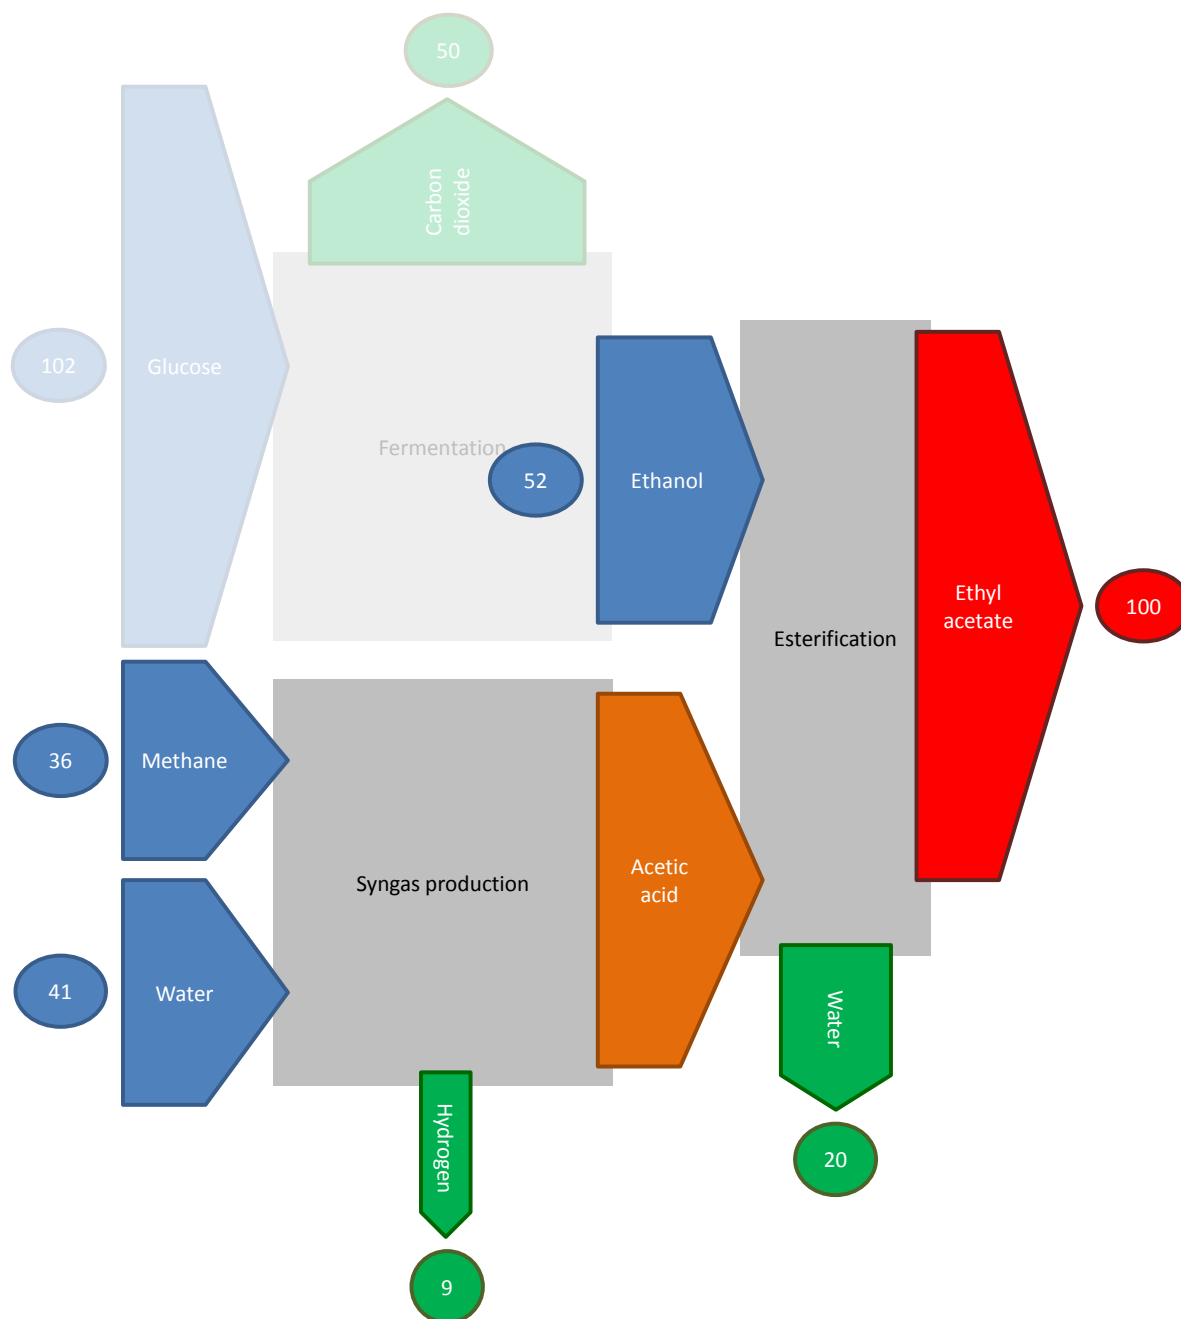 50
Carbon
dioxide
102
Glucose
Fermentation
52
Ethanol
Ethyl
acetate
100
Esterification
36
Methane
Syngas production
Acetic
acid
41
Water
Water
20
Hydrogen
9